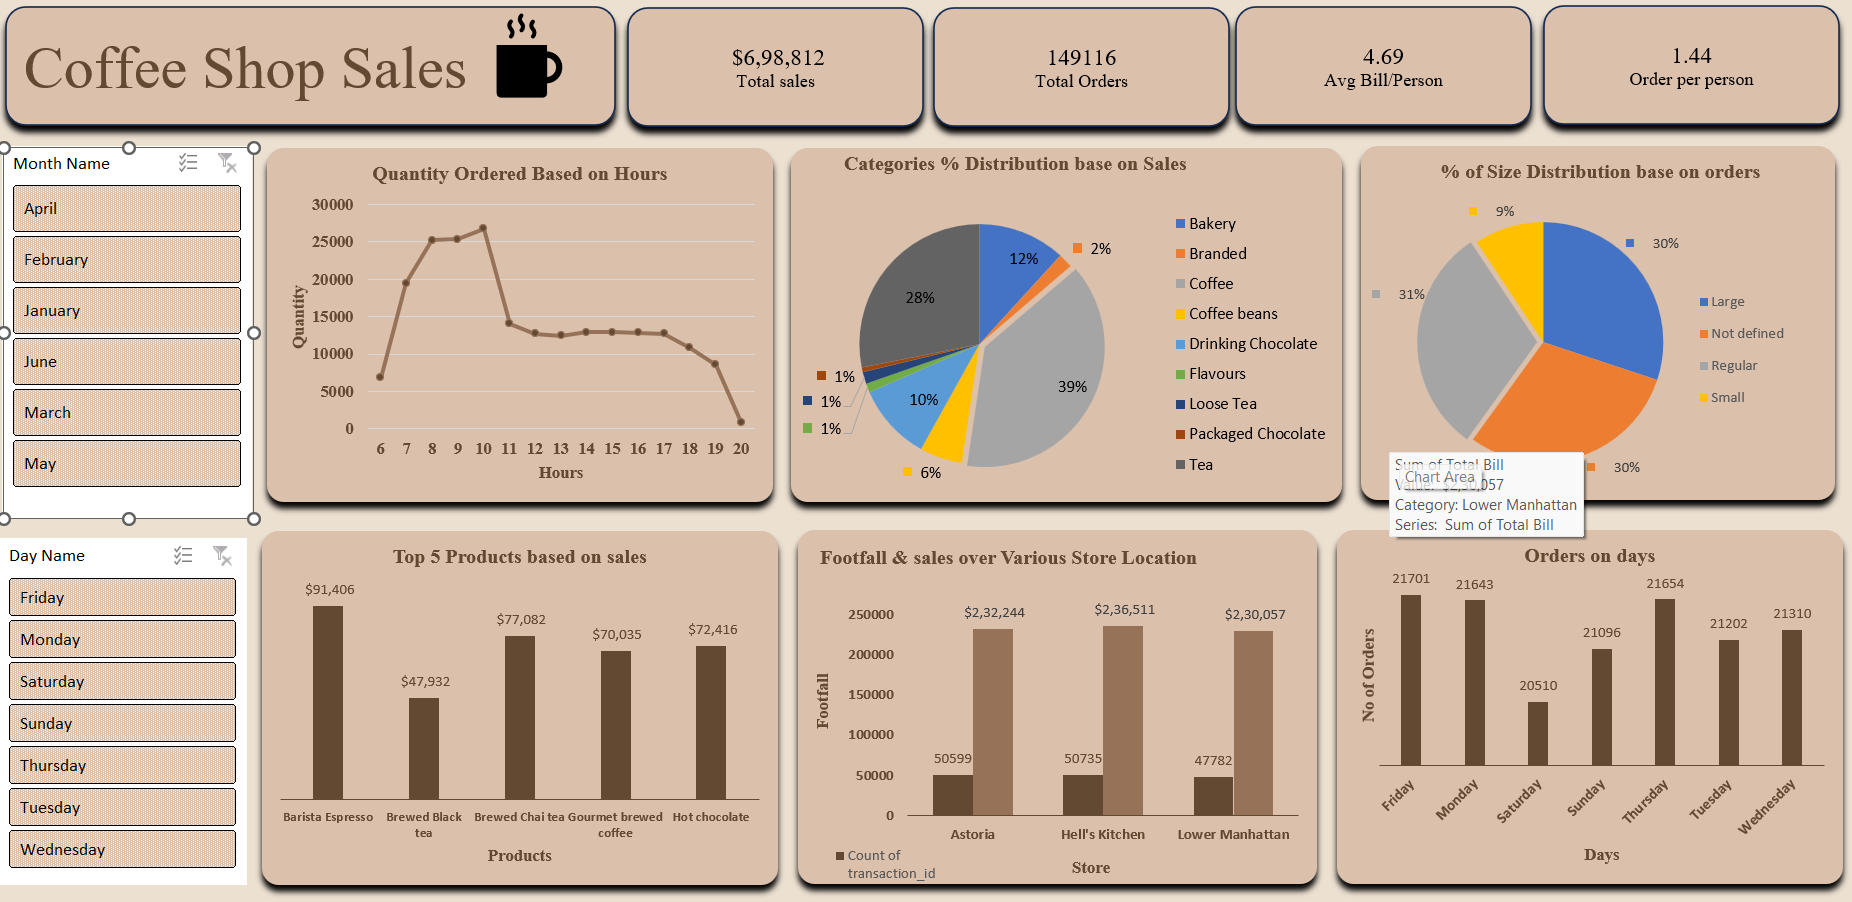 Coffee Shop Sales
$6,98,812
Total sales
149116
Total Orders
4.69
Avg Bill/Person
1.44
Order per person
Month Name
April
February
January
June
March
May
Day Name
Friday
Monday
Saturday
Sunday
Thursday
Tuesday
Wednesday
Quantity Ordered Based on Hours
30000
25000
20000
15000
10000
5000
0
Quantity
6 7 8 9 10 11 12 13 14 15 16 17 18 19 20
Hours
Categories % Distribution base on Sales
12%
2%
39%
6%
10%
1%
1%
1%
28%
Bakery
Branded
Coffee
Coffee beans
Drinking Chocolate
Flavours
Loose Tea
Packaged Chocolate
Tea
% of Size Distribution base on orders
9%
30%
31%
30%
Large
Not defined
Regular
Small
Sum of Total Bill
Chart Area
Value: $2,30,057
Category: Lower Manhattan
Series: Sum of Total Bill
Top 5 Products based on sales
$91,406
$47,932
$77,082
$70,035
$72,416
Barista Espresso
Brewed Black tea
Brewed Chai tea
Gourmet brewed coffee
Hot chocolate
Products
Footfall & sales over Various Store Location
250000
200000
150000
100000
50000
0
Footfall
50599
$2,32,244
50735
$2,36,511
47782
$2,30,057
Astoria
Hell's Kitchen
Lower Manhattan
Count of
transaction_id
Store
Orders on days
No of Orders
21701
21643
20510
21096
21654
21202
21310
Friday
Monday
Saturday
Sunday
Thursday
Tuesday
Wednesday
Days